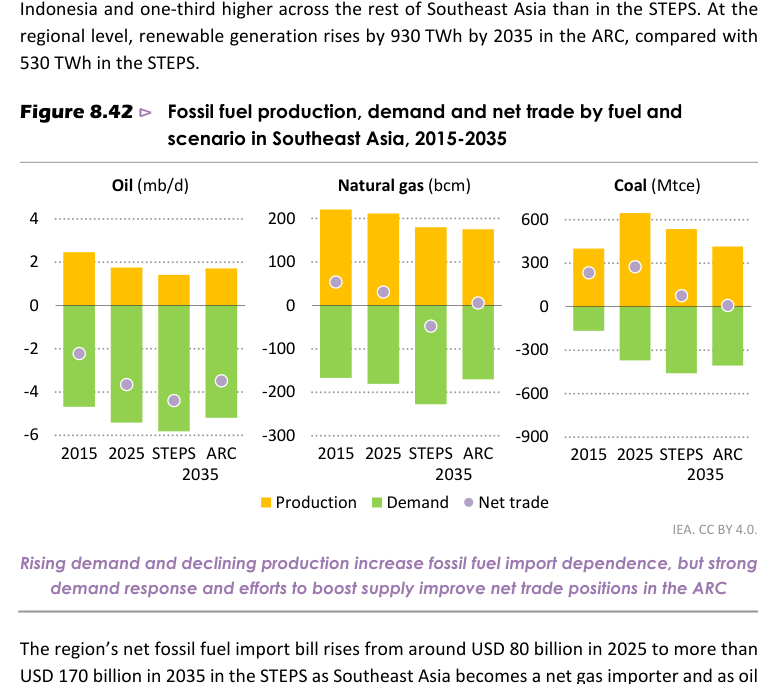 Indonesia and one-third higher across the rest of Southeast Asia than in the STEPS. At the
regional level, renewable generation rises by 930 TWh by 2035 in the ARC, compared with
530 TWh in the STEPS.
Figure 8.42 ⊳ Fossil fuel production, demand and net trade by fuel and
scenario in Southeast Asia, 2015-2035
Oil (mb/d)
4
2
0
-2
-4
-6
2015 2025 STEPS ARC
2035
Natural gas (bcm)
200
100
0
-100
-200
-300
2015 2025 STEPS ARC
2035
Coal (Mtce)
600
300
0
-300
-600
-900
2015 2025 STEPS ARC
2035
Production Demand Net trade
IEA. CC BY 4.0.
Rising demand and declining production increase fossil fuel import dependence, but strong
demand response and efforts to boost supply improve net trade positions in the ARC
The region's net fossil fuel import bill rises from around USD 80 billion in 2025 to more than
USD 170 billion in 2035 in the STEPS as Southeast Asia becomes a net gas importer and as oil